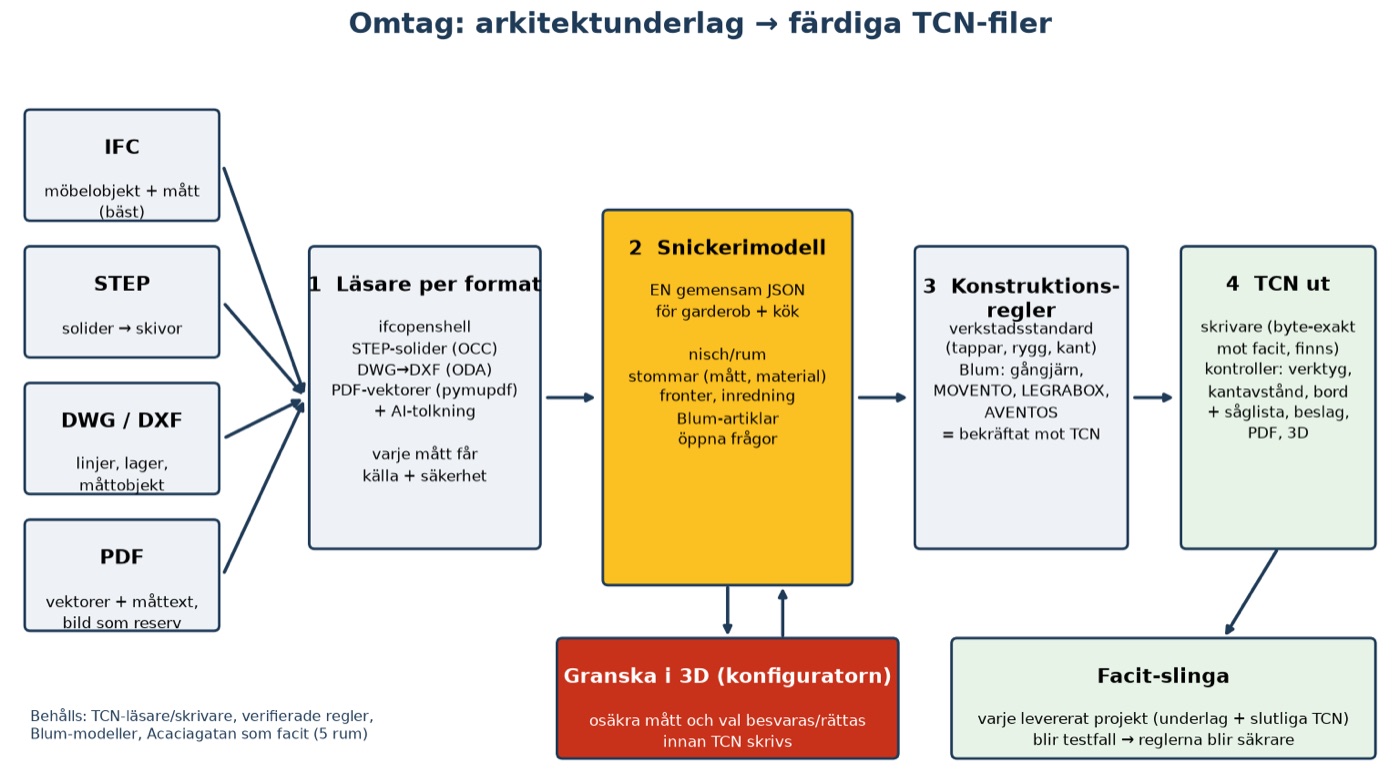 Omtag: arkitektunderlag → färdiga TCN-filer
IFC
möbelobjekt + mått
(bäst)
STEP
solider → skivor
DWG / DXF
linjer, lager,
måttobjekt
PDF
vektorer + måttext,
bild som reserv
1  Läsare per format
ifcopenshell
STEP-solider (OCC)
DWG→DXF (ODA)
PDF-vektorer (pymupdf)
+ AI-tolkning
varje mått får
källa + säkerhet
2  Snickerimodell
EN gemensam JSON
för garderob + kök
nisch/rum
stommar (mått, material)
fronter, inredning
Blum-artiklar
öppna frågor
3  Konstruktions-
regler
verkstadsstandard
(tappar, rygg, kant)
Blum: gångjärn,
MOVENTO, LEGRABOX,
AVENTOS
= bekräftat mot TCN
4  TCN ut
skrivare (byte-exakt
mot facit, finns)
kontroller: verktyg,
kantavstånd, bord
+ såglista, beslag,
PDF, 3D
Granska i 3D (konfiguratorn)
osäkra mått och val besvaras/rättas
innan TCN skrivs
Facit-slinga
varje levererat projekt (underlag + slutliga TCN)
blir testfall → reglerna blir säkrare
Behålls: TCN-läsare/skrivare, verifierade regler,
Blum-modeller, Acaciagatan som facit (5 rum)